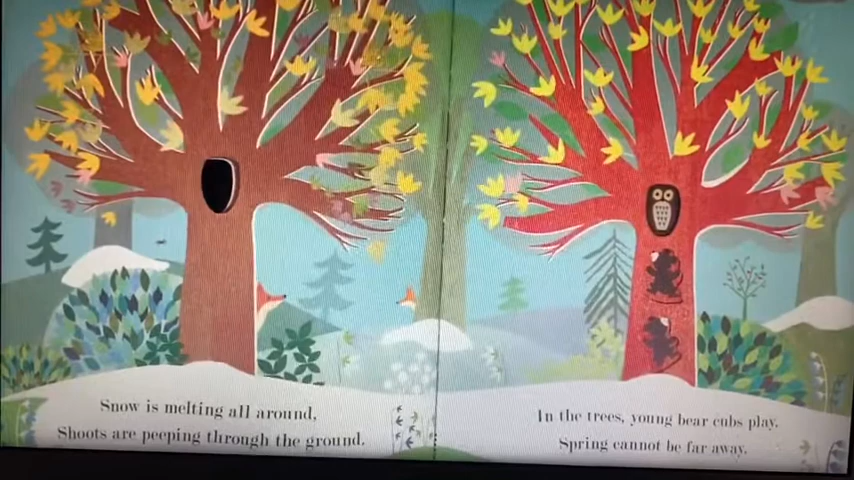 Snow is melting all around,
Shoots are peeping through the ground.
In the trees, young bear cubs play.
Spring cannot be far away.